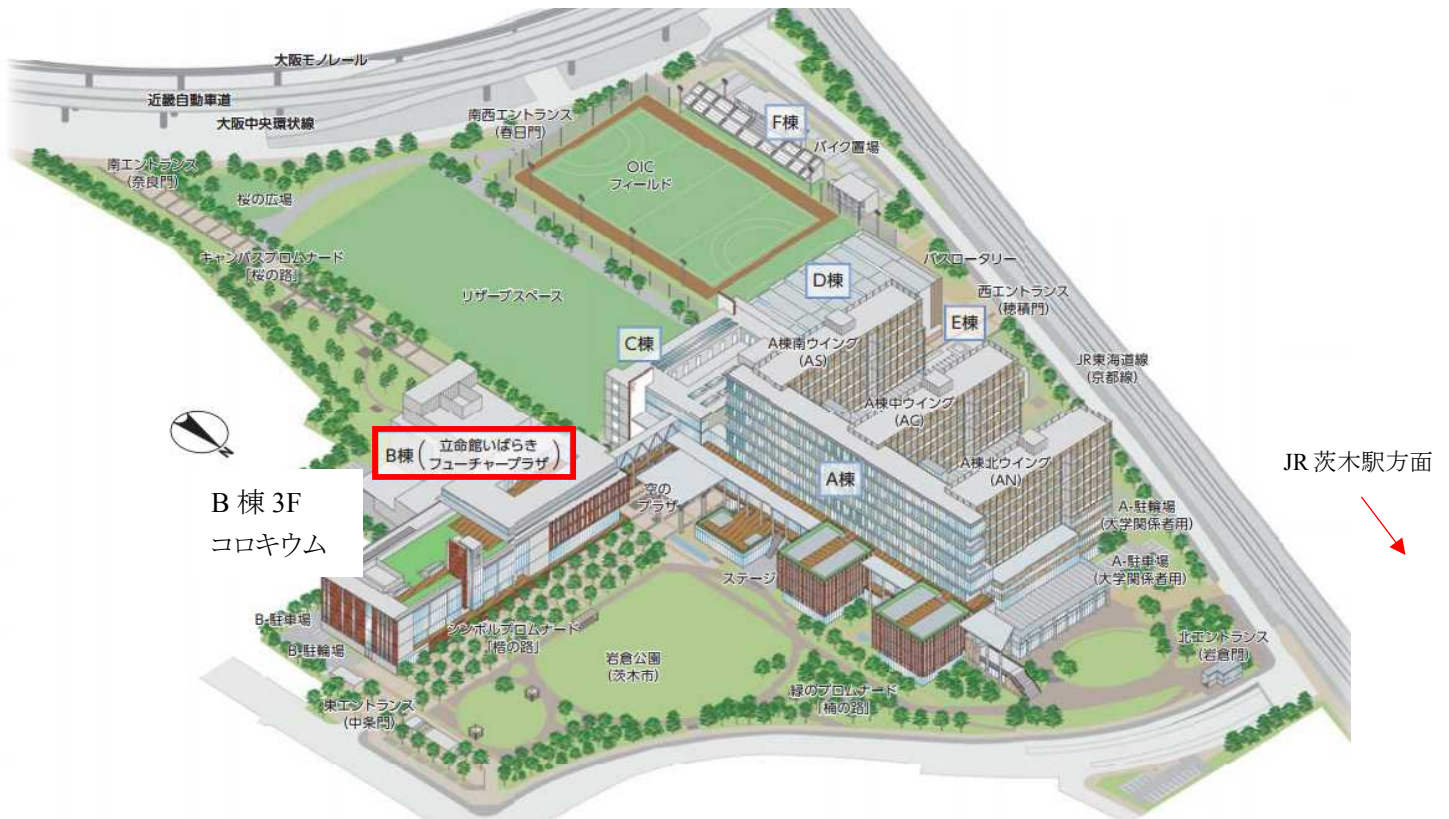 大阪モノレール
近畿自動車道
大阪中央環状線
南西エントランス
(春日門)
F棟
バイク置場
南エントランス
(奈良門)
OIC
フィールド
桜の広場
キャンパスプロムナード
「桜の路」
バスロータリー
D棟
リザーブスペース
西エントランス
(穂積門)
E棟
C棟
A棟南ウイング
(AS)
JR東海道線
(京都線)
A棟中ウイング
(AC)
B棟(立命館いばらき
フューチャープラザ)
A棟北ウイング
(AN)
JR茨木駅方面
A棟
空の
プラザ
B 棟 3F
コロキウム
A-駐輪場
(大学関係者用)
A-駐車場
(大学関係者用)
ステージ
B-駐車場
シンボルプロムナード
「楷の路」
B-駐輪場
岩倉公園
(茨木市)
北エントランス
(岩倉門)
緑のプロムナード
「楠の路」
東エントランス
(中条門)